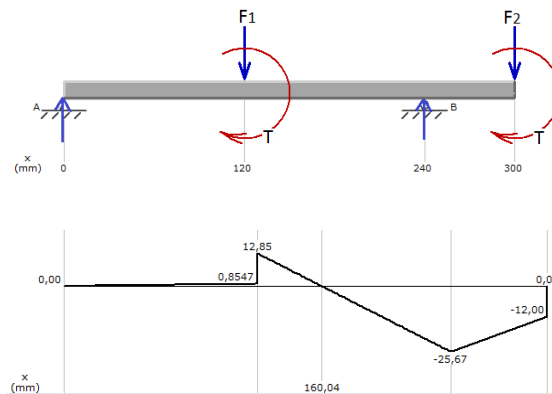 F1
F2
A
B
T
T
x
(mm)
0
120
240
300
12,85
0,00
0,8547
0,0
-12,00
-25,67
x
(mm)
160,04